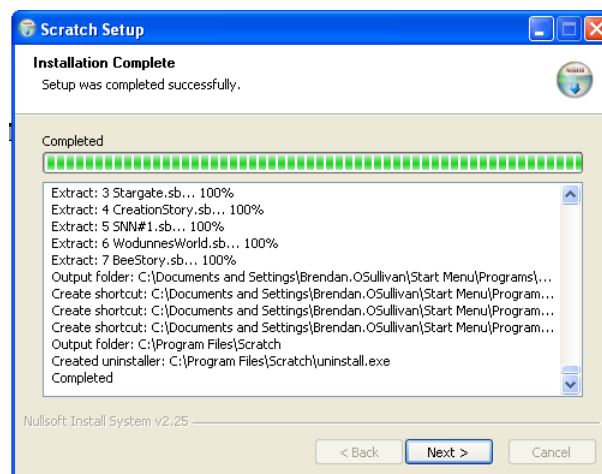 Scratch Setup
Installation Complete
Setup was completed successfully.
Completed
Extract: 3 Stargate.sb... 100%
Extract: 4 CreationStory.sb... 100%
Extract: 5 SNN#1.sb... 100%
Extract: 6 WodunnesWorld.sb... 100%
Extract: 7 BeeStory.sb... 100%
Output folder: C:\Documents and Settings\Brendan.OSullivan\Start Menu\Programs\...
Create shortcut: C:\Documents and Settings\Brendan.OSullivan\Start Menu\Program...
Create shortcut: C:\Documents and Settings\Brendan.OSullivan\Start Menu\Program...
Create shortcut: C:\Documents and Settings\Brendan.OSullivan\Start Menu\Program...
Output folder: C:\Program Files\Scratch
Created uninstaller: C:\Program Files\Scratch\uninstall.exe
Completed
Nullsoft Install System v2.25
< Back Next > Cancel